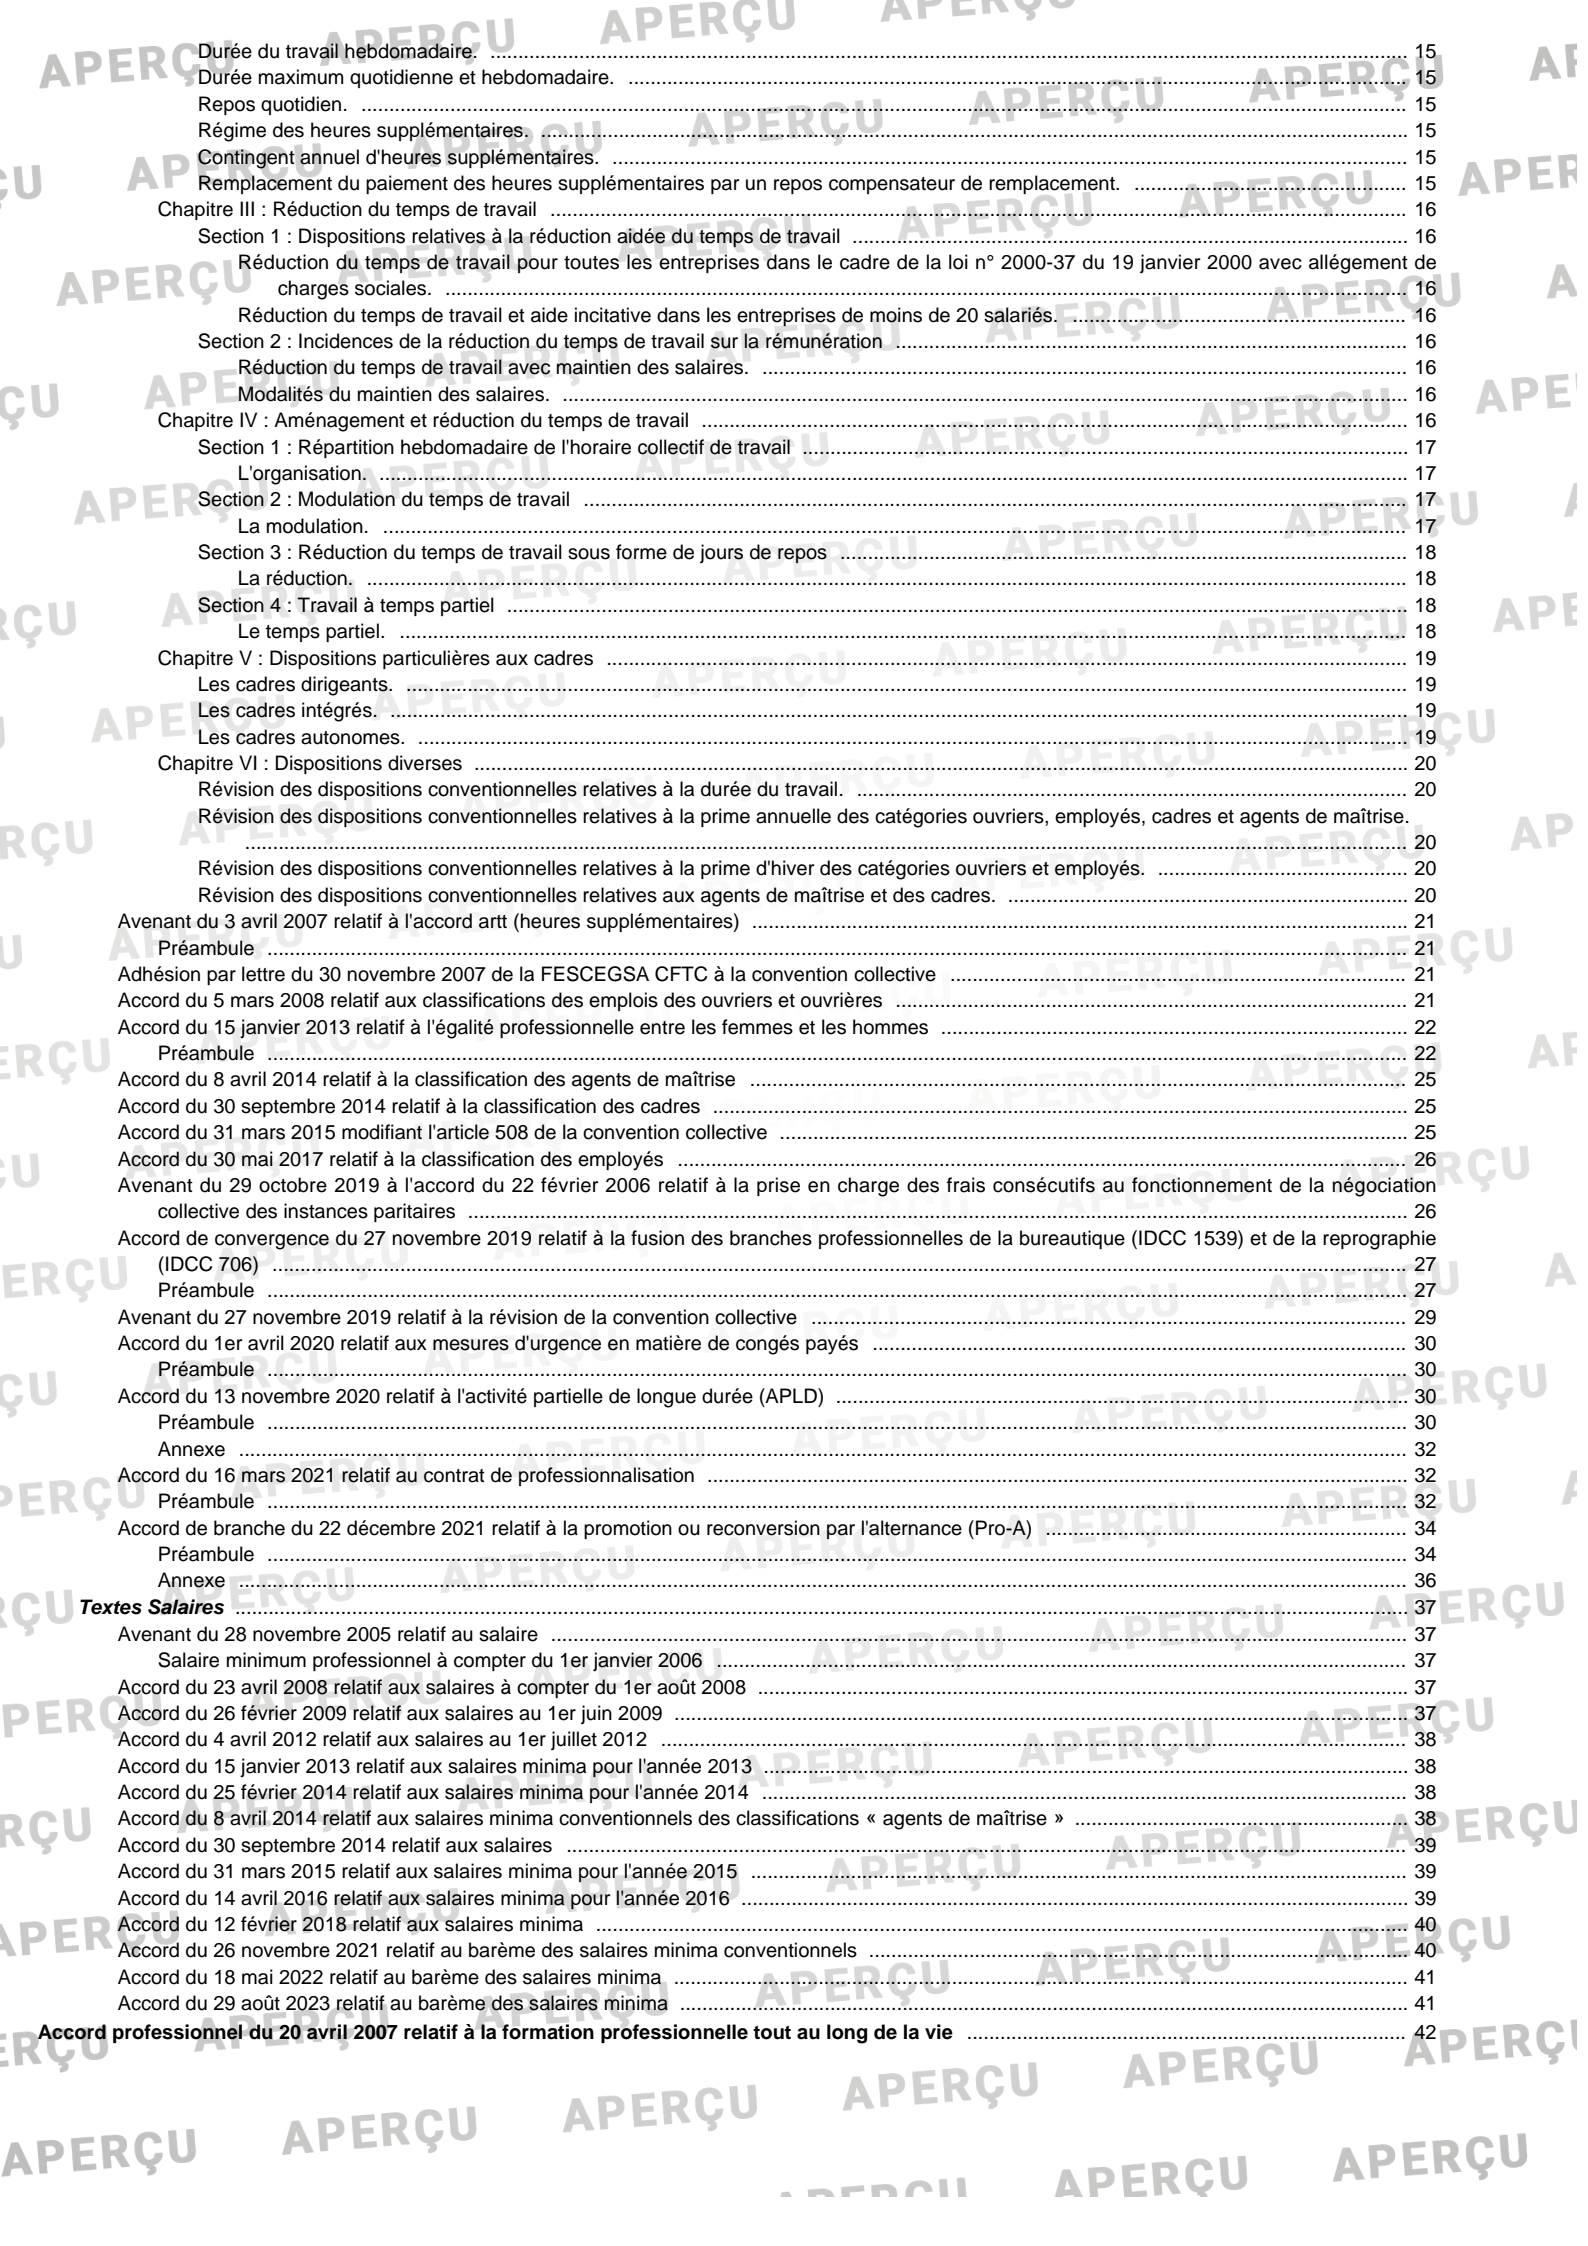 Durée du travail hebdomadaire. ........ 15
Durée maximum quotidienne et hebdomadaire. ........ 15
Repos quotidien. ........ 15
Régime des heures supplémentaires. ........ 15
Contingent annuel d'heures supplémentaires. ........ 15
Remplacement du paiement des heures supplémentaires par un repos compensateur de remplacement. ........ 15
Chapitre III : Réduction du temps de travail ........ 16
Section 1 : Dispositions relatives à la réduction aidée du temps de travail ........ 16
Réduction du temps de travail pour toutes les entreprises dans le cadre de la loi n° 2000-37 du 19 janvier 2000 avec allégement de
charges sociales. ........ 16
Réduction du temps de travail et aide incitative dans les entreprises de moins de 20 salariés. ........ 16
Section 2 : Incidences de la réduction du temps de travail sur la rémunération ........ 16
Réduction du temps de travail avec maintien des salaires. ........ 16
Modalités du maintien des salaires. ........ 16
Chapitre IV : Aménagement et réduction du temps de travail ........ 16
Section 1 : Répartition hebdomadaire de l'horaire collectif de travail ........ 17
L'organisation. ........ 17
Section 2 : Modulation du temps de travail ........ 17
La modulation. ........ 17
Section 3 : Réduction du temps de travail sous forme de jours de repos ........ 18
La réduction. ........ 18
Section 4 : Travail à temps partiel ........ 18
Le temps partiel. ........ 18
Chapitre V : Dispositions particulières aux cadres ........ 19
Les cadres dirigeants. ........ 19
Les cadres intégrés. ........ 19
Les cadres autonomes. ........ 19
Chapitre VI : Dispositions diverses ........ 20
Révision des dispositions conventionnelles relatives à la durée du travail. ........ 20
Révision des dispositions conventionnelles relatives à la prime annuelle des catégories ouvriers, employés, cadres et agents de maîtrise.
........ 20
Révision des dispositions conventionnelles relatives à la prime d'hiver des catégories ouvriers et employés. ........ 20
Révision des dispositions conventionnelles relatives aux agents de maîtrise et des cadres. ........ 20
Avenant du 3 avril 2007 relatif à l'accord artt (heures supplémentaires) ........ 21
Préambule ........ 21
Adhésion par lettre du 30 novembre 2007 de la FESCEGSA CFTC à la convention collective ........ 21
Accord du 5 mars 2008 relatif aux classifications des emplois des ouvriers et ouvrières ........ 21
Accord du 15 janvier 2013 relatif à l'égalité professionnelle entre les femmes et les hommes ........ 22
Préambule ........ 22
Accord du 8 avril 2014 relatif à la classification des agents de maîtrise ........ 25
Accord du 30 septembre 2014 relatif à la classification des cadres ........ 25
Accord du 31 mars 2015 modifiant l'article 508 de la convention collective ........ 25
Accord du 30 mai 2017 relatif à la classification des employés ........ 26
Avenant du 29 octobre 2019 à l'accord du 22 février 2006 relatif à la prise en charge des frais consécutifs au fonctionnement de la négociation
collective des instances paritaires ........ 26
Accord de convergence du 27 novembre 2019 relatif à la fusion des branches professionnelles de la bureautique (IDCC 1539) et de la reprographie
(IDCC 706) ........ 27
Préambule ........ 27
Avenant du 27 novembre 2019 relatif à la révision de la convention collective ........ 29
Accord du 1er avril 2020 relatif aux mesures d'urgence en matière de congés payés ........ 30
Préambule ........ 30
Accord du 13 novembre 2020 relatif à l'activité partielle de longue durée (APLD) ........ 30
Préambule ........ 30
Annexe ........ 32
Accord du 16 mars 2021 relatif au contrat de professionnalisation ........ 32
Préambule ........ 32
Accord de branche du 22 décembre 2021 relatif à la promotion ou reconversion par l'alternance (Pro-A) ........ 34
Préambule ........ 34
Annexe ........ 36
Textes Salaires ........ 37
Avenant du 28 novembre 2005 relatif au salaire ........ 37
Salaire minimum professionnel à compter du 1er janvier 2006 ........ 37
Accord du 23 avril 2008 relatif aux salaires à compter du 1er août 2008 ........ 37
Accord du 26 février 2009 relatif aux salaires au 1er juin 2009 ........ 37
Accord du 4 avril 2012 relatif aux salaires au 1er juillet 2012 ........ 38
Accord du 15 janvier 2013 relatif aux salaires minima pour l'année 2013 ........ 38
Accord du 25 février 2014 relatif aux salaires minima pour l'année 2014 ........ 38
Accord du 8 avril 2014 relatif aux salaires minima conventionnels des classifications « agents de maîtrise » ........ 38
Accord du 30 septembre 2014 relatif aux salaires ........ 39
Accord du 31 mars 2015 relatif aux salaires minima pour l'année 2015 ........ 39
Accord du 14 avril 2016 relatif aux salaires minima pour l'année 2016 ........ 39
Accord du 12 février 2018 relatif aux salaires minima ........ 40
Accord du 26 novembre 2021 relatif au barème des salaires minima conventionnels ........ 40
Accord du 18 mai 2022 relatif au barème des salaires minima ........ 41
Accord du 29 août 2023 relatif au barème des salaires minima ........ 41
Accord professionnel du 20 avril 2007 relatif à la formation professionnelle tout au long de la vie ........ 42
APERÇU